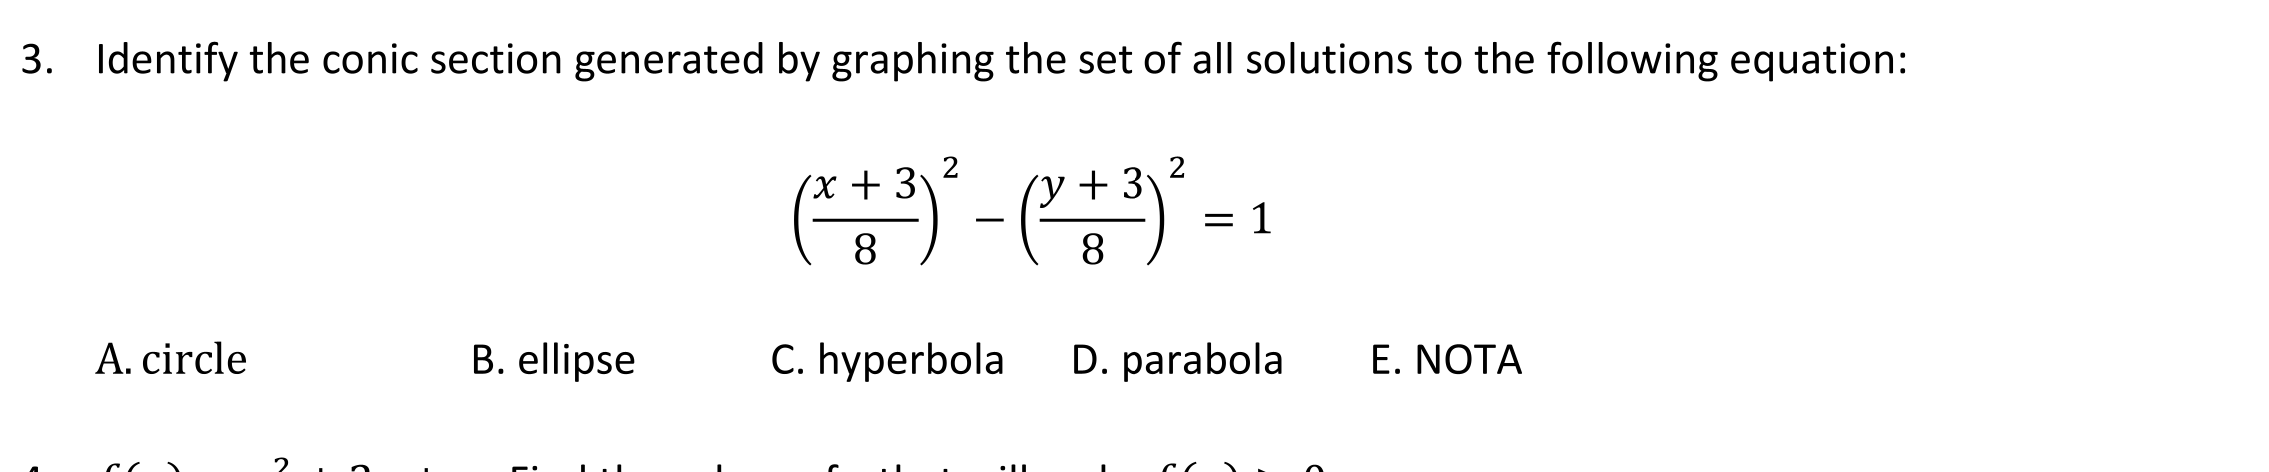 3. Identify the conic section generated by graphing the set of all solutions to the following equation:
((x + 3)/8)² − ((y + 3)/8)² = 1
A. circle B. ellipse C. hyperbola D. parabola E. NOTA